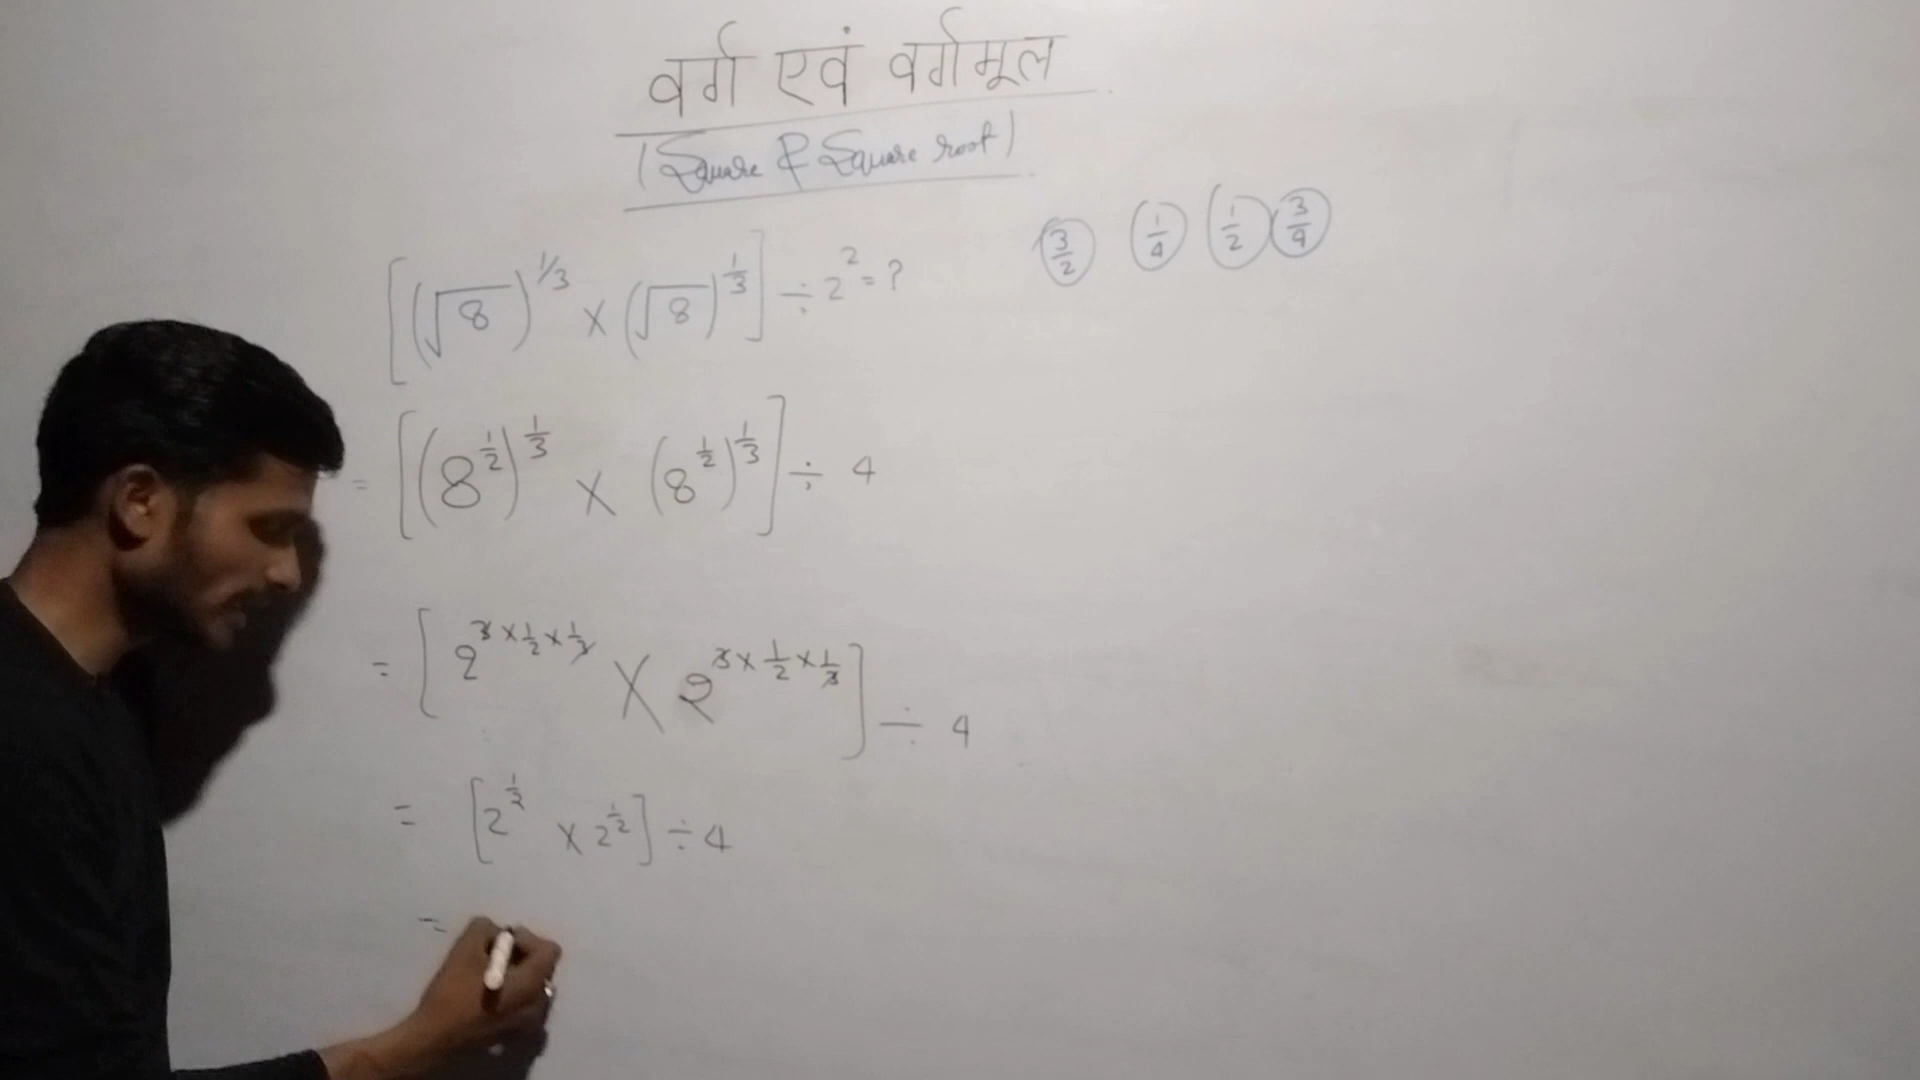 वर्ग एवं वर्गमूल
(Square & Square root)
[(√8)^1/3 × (√8)^1/3] ÷ 2^2 = ?
3/2 1/4 1/2 3/4
= [(8^1/2)^1/3 × (8^1/2)^1/3] ÷ 4
= [2^3×1/2×1/3 × 2^3×1/2×1/3] ÷ 4
= [2^1/2 × 2^1/2] ÷ 4
=